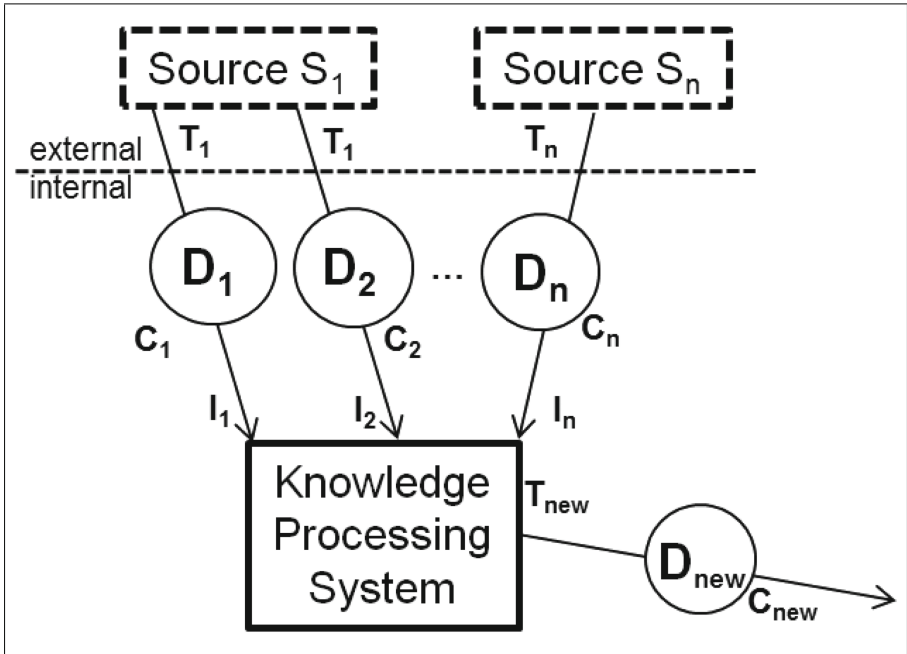 Source S₁
Source Sₙ
T₁
T₁
Tₙ
external
internal
D₁
D₂
...
Dₙ
C₁
C₂
Cₙ
I₁
I₂
Iₙ
Knowledge
Processing
System
Tnew
Dnew
Cnew